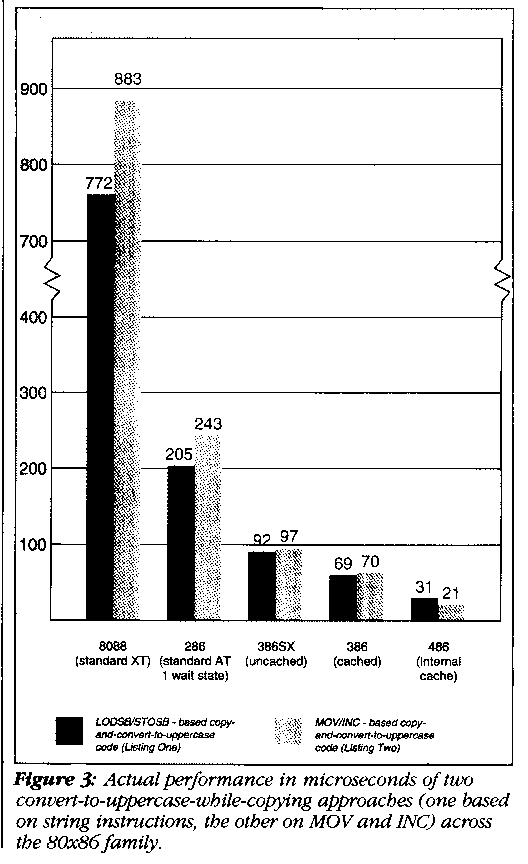 900
800
700
400
300
200
100
883
772
243
205
92 97
69 70
31 21
8088
(standard XT)
286
(standard AT
1 wait state)
386SX
(uncached)
386
(cached)
486
(internal
cache)
LODSB/STOSB - based copy-
and-convert-to-uppercase
code (Listing One)
MOV/INC - based copy-
and-convert-to-uppercase
code (Listing Two)
Figure 3: Actual performance in microseconds of two
convert-to-uppercase-while-copying approaches (one based
on string instructions, the other on MOV and INC) across
the 80x86 family.